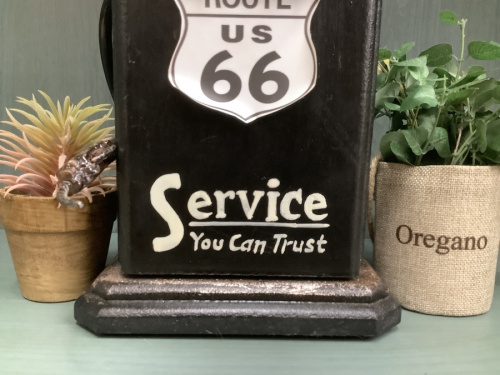 ROUTE
US
66
Service
You Can Trust
Oregano